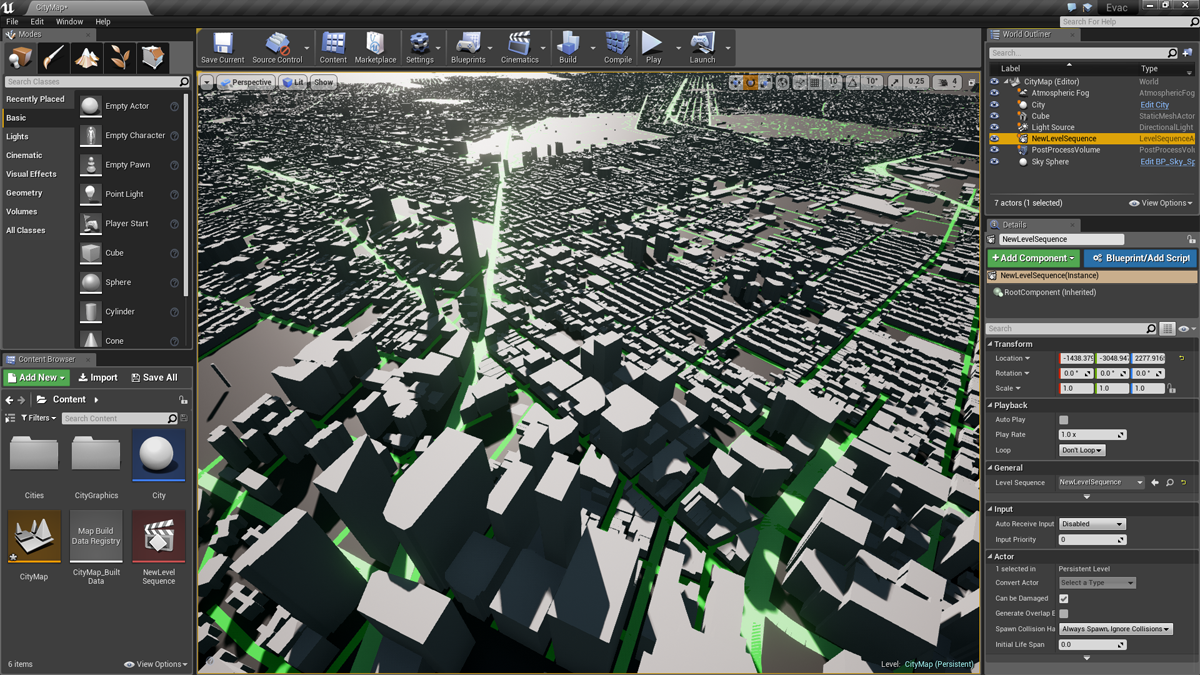 CityMap*
Evac
File Edit Window Help
Search For Help
Modes
Search Classes
Recently Placed
Basic
Lights
Cinematic
Visual Effects
Geometry
Volumes
All Classes
Empty Actor
Empty Character
Empty Pawn
Point Light
Player Start
Cube
Sphere
Cylinder
Cone
Content Browser
Add New Import Save All
Content
Filters Search Content
Cities
CityGraphics
City
CityMap
Map Build
Data Registry
CityMap_Built
Data
NewLevel
Sequence
6 items
View Options
Save Current
Source Control
Content
Marketplace
Settings
Blueprints
Cinematics
Build
Compile
Play
Launch
Perspective Lit Show
10 10° 0.25 4
Level: CityMap (Persistent)
World Outliner
Search...
Label Type
CityMap (Editor) World
Atmospheric Fog AtmosphericFog
City Edit City
Cube StaticMeshActor
Light Source DirectionalLight
NewLevelSequence LevelSequenceA
PostProcessVolume PostProcessVolu
Sky Sphere Edit BP_Sky_Sp
7 actors (1 selected)
View Options
Details
NewLevelSequence
+Add Component
Blueprint/Add Script
NewLevelSequence(Instance)
RootComponent (Inherited)
Search
Transform
Location -1438.375 -3048.947 2277.916
Rotation 0.0° 0.0° 0.0°
Scale 1.0 1.0 1.0
Playback
Auto Play
Play Rate 1.0 x
Loop Don't Loop
General
Level Sequence NewLevelSequence
Input
Auto Receive Input Disabled
Input Priority 0
Actor
1 selected in Persistent Level
Convert Actor Select a Type
Can be Damaged
Generate Overlap E
Spawn Collision Ha Always Spawn, Ignore Collisions
Initial Life Span 0.0